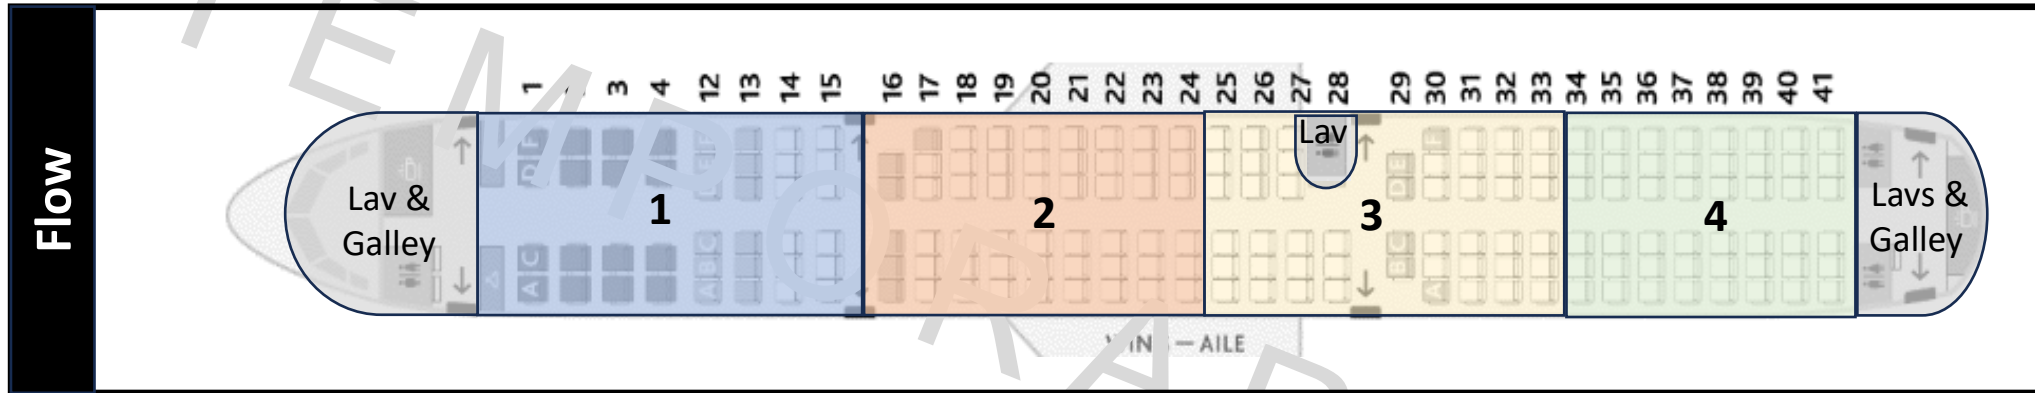 Flow
1 3 4 12 13 14 15 16 17 18 19 20 21 22 23 24 25 26 27 28 29 30 31 32 33 34 35 36 37 38 39 40 41
D F D E F D E
Lav
Lav &
Galley
1
2
3
4
Lavs &
Galley
A C A B C B C A
AILE
TEMPORAR